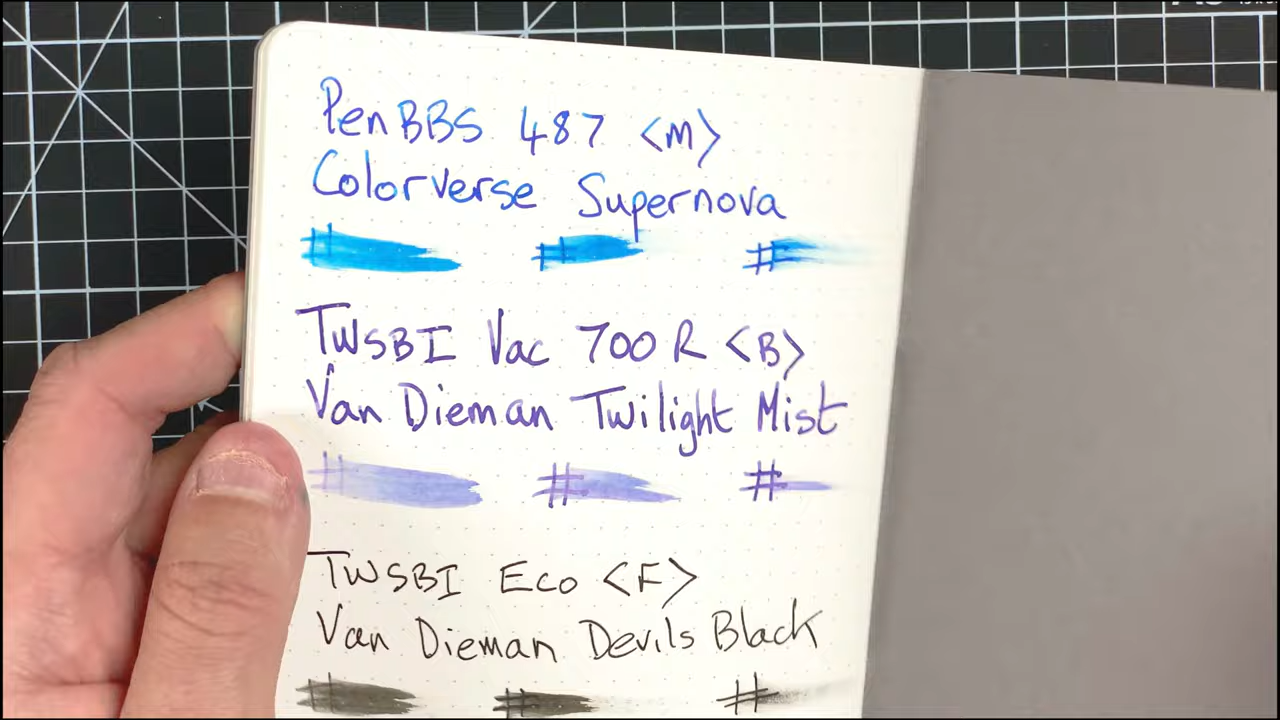 PenBBS 487 <M>
Colorverse Supernova
# # #
TWSBI Vac 700R <B>
Van Dieman Twilight Mist
# # #
TWSBI Eco <F>
Van Dieman Devils Black
# # #